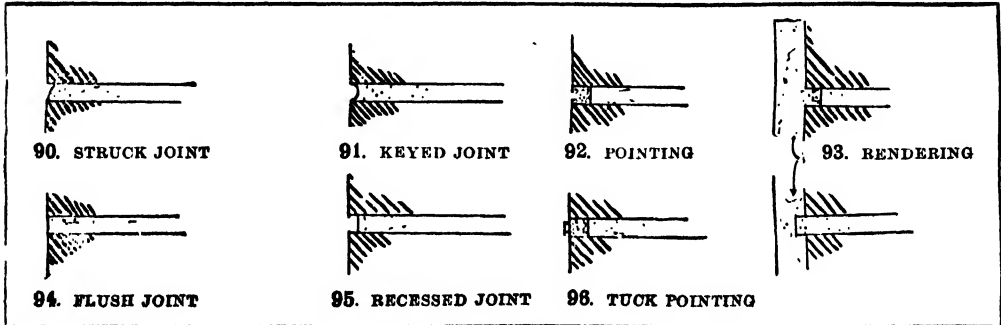 90. STRUCK JOINT
91. KEYED JOINT
92. POINTING
93. RENDERING
94. FLUSH JOINT
95. RECESSED JOINT
96. TUCK POINTING